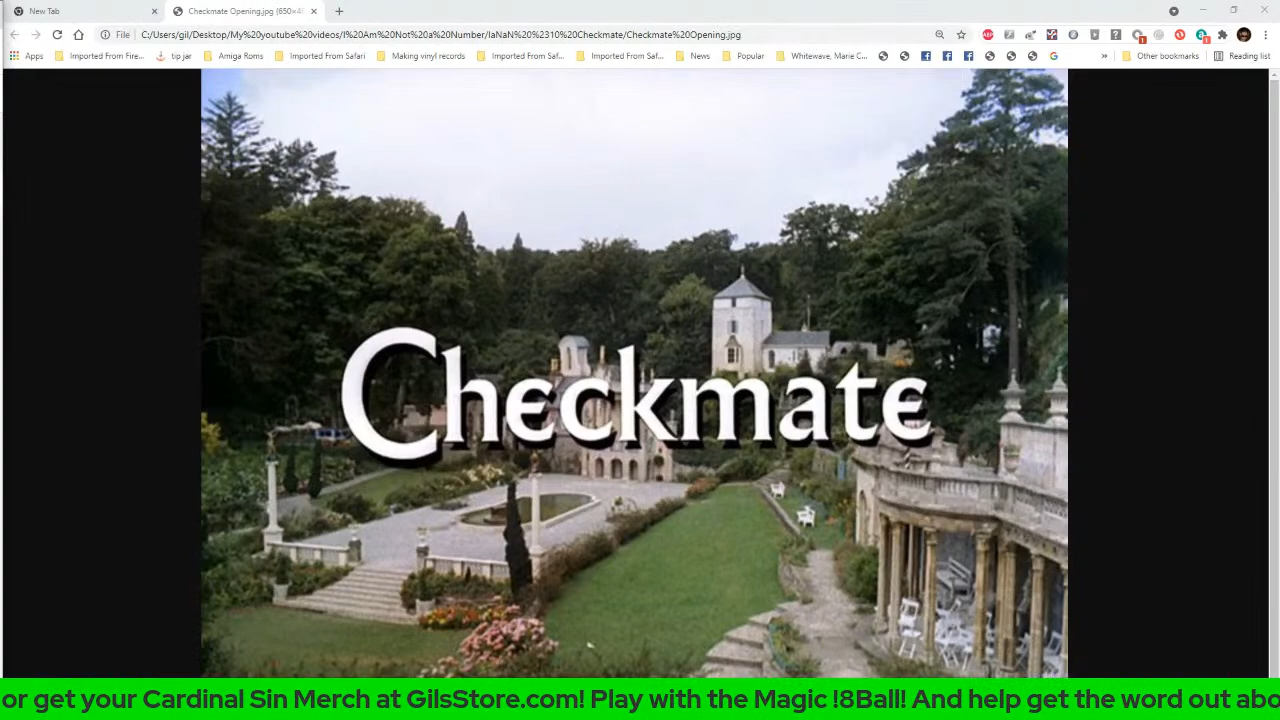 New Tab
Checkmate Opening.jpg (650×48
File
C:/Users/gil/Desktop/My%20youtube%20videos/I%20Am%20Not%20a%20Number/IaNaN%20%2310%20Checkmate/Checkmate%20Opening.jpg
Apps
Imported From Fire...
tip jar
Amiga Roms
Imported From Safari
Making vinyl records
Imported From Saf...
Imported From Saf...
News
Popular
Whitewave, Marie C...
Other bookmarks
Reading list
Checkmate
or get your Cardinal Sin Merch at GilsStore.com! Play with the Magic !8Ball! And help get the word out abo